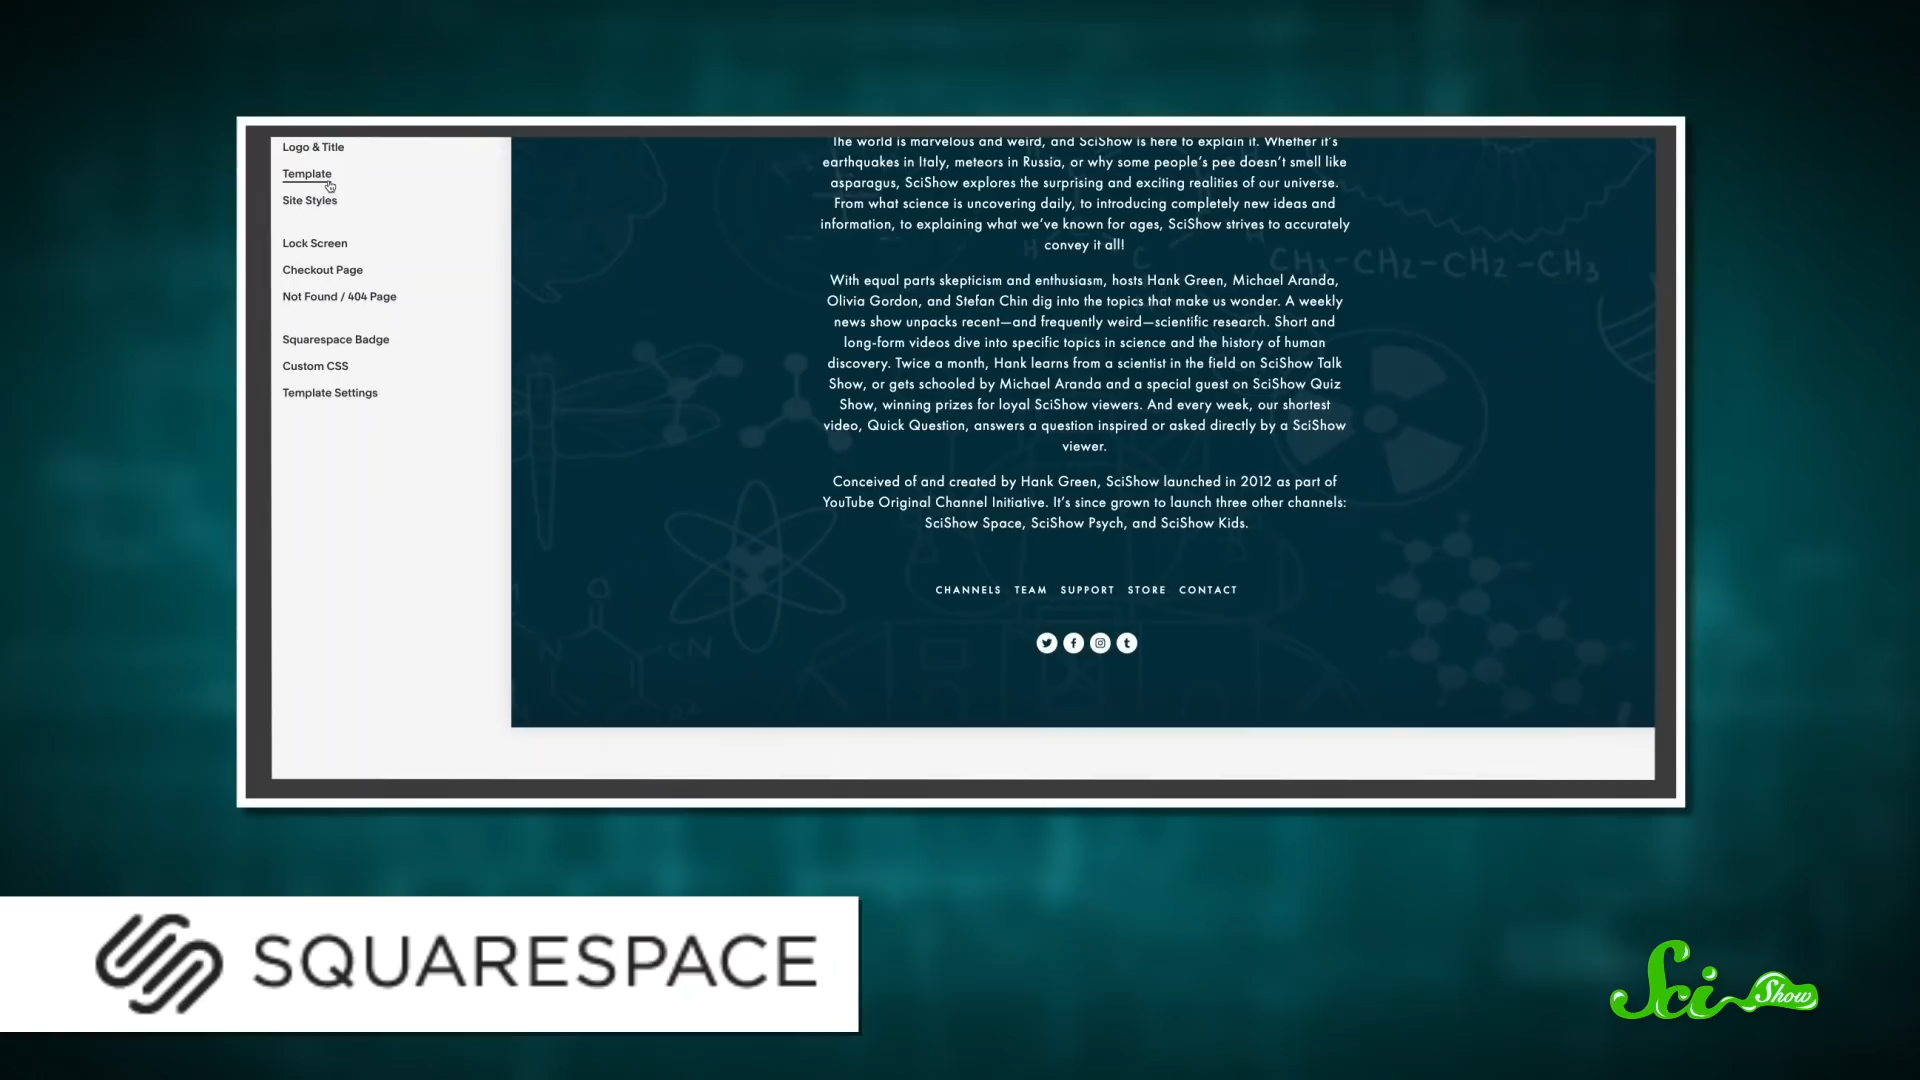 Logo & Title
Template
Site Styles
Lock Screen
Checkout Page
Not Found / 404 Page
Squarespace Badge
Custom CSS
Template Settings
The world is marvelous and weird, and SciShow is here to explain it. Whether it's
earthquakes in Italy, meteors in Russia, or why some people's pee doesn't smell like
asparagus, SciShow explores the surprising and exciting realities of our universe.
From what science is uncovering daily, to introducing completely new ideas and
information, to explaining what we've known for ages, SciShow strives to accurately
convey it all!
With equal parts skepticism and enthusiasm, hosts Hank Green, Michael Aranda,
Olivia Gordon, and Stefan Chin dig into the topics that make us wonder. A weekly
news show unpacks recent—and frequently weird—scientific research. Short and
long-form videos dive into specific topics in science and the history of human
discovery. Twice a month, Hank learns from a scientist in the field on SciShow Talk
Show, or gets schooled by Michael Aranda and a special guest on SciShow Quiz
Show, winning prizes for loyal SciShow viewers. And every week, our shortest
video, Quick Question, answers a question inspired or asked directly by a SciShow
viewer.
Conceived of and created by Hank Green, SciShow launched in 2012 as part of
YouTube Original Channel Initiative. It's since grown to launch three other channels:
SciShow Space, SciShow Psych, and SciShow Kids.
CHANNELS TEAM SUPPORT STORE CONTACT
CH₃-CH₂-CH₂-CH₃
H
C
H
N
CN
SQUARESPACE
Sci Show